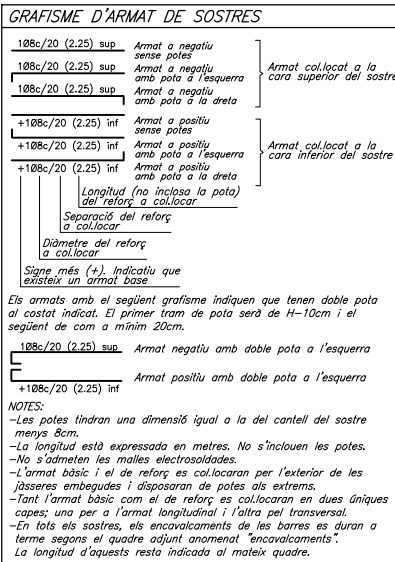 GRAFISME D'ARMAT DE SOSTRES
1Ø8c/20 (2.25) sup Armat a negatiu
sense potes
1Ø8c/20 (2.25) sup Armat a negatiu
amb pota a l'esquerra
1Ø8c/20 (2.25) sup Armat a negatiu
amb pota a la dreta
Armat col.locat a la
cara superior del sostre
+1Ø8c/20 (2.25) inf Armat a positiu
sense potes
+1Ø8c/20 (2.25) inf Armat a positiu
amb pota a l'esquerra
+1Ø8c/20 (2.25) inf Armat a positiu
amb pota a la dreta
Armat col.locat a la
cara inferior del sostre
Longitud (no inclosa la pota)
del reforç a col.locar
Separació del reforç
a col.locar
Diàmetre del reforç
a col.locar
Signe més (+). Indicatiu que
existeix un armat base
Els armats amb el següent grafisme indiquen que tenen doble pota
al costat indicat. El primer tram de pota serà de H-10cm i el
següent de com a mínim 20cm.
1Ø8c/20 (2.25) sup Armat negatiu amb doble pota a l'esquerra
+1Ø8c/20 (2.25) inf Armat positiu amb doble pota a l'esquerra
NOTES:
-Les potes tindran una dimensió igual a la del cantell del sostre
menys 8cm.
-La longitud està expressada en metres. No s'inclouen les potes.
-No s'admeten les malles electrosoldades.
-L'armat bàsic i el de reforç es col.locaran per l'exterior de les
jàsseres embegudes i disposaran de potes als extrems.
-Tant l'armat bàsic com el de reforç es col.locaran en dues úniques
capes; una per a l'armat longitudinal i l'altra pel transversal.
-En tots els sostres, els encavalcaments de les barres es duran a
terme segons el quadre adjunt anomenat "encavalcaments".
La longitud d'aquests resta indicada al mateix quadre.